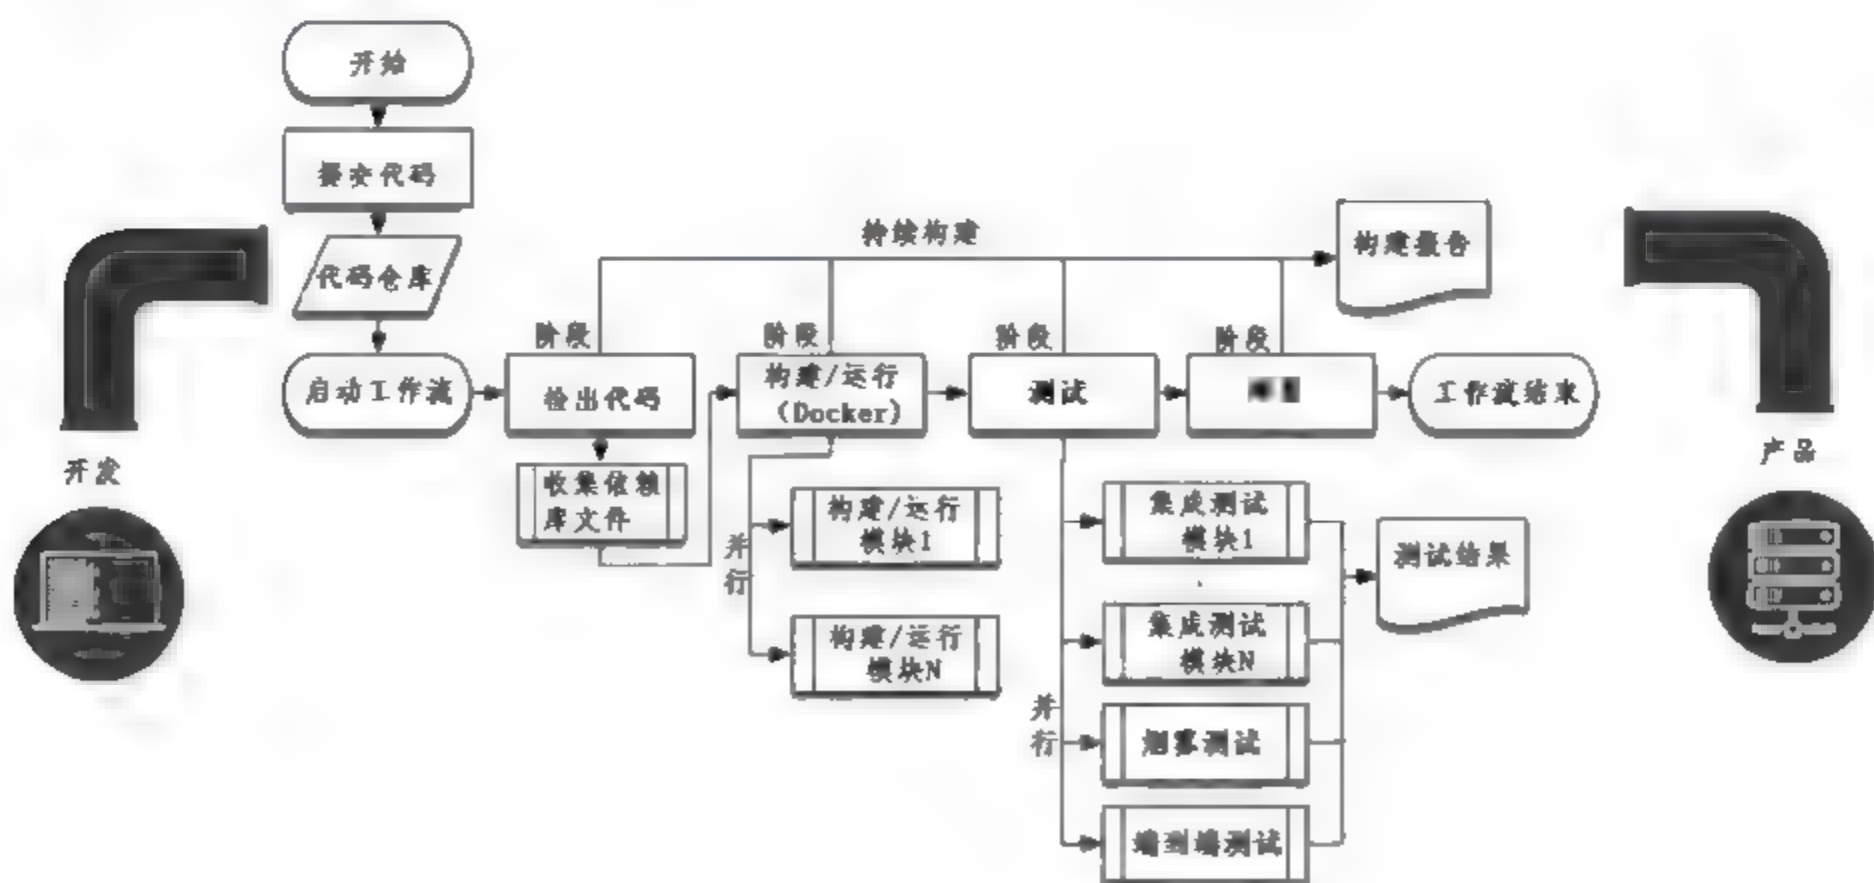 开始
提交代码
代码仓库
启动工作流
持续构建
构建报告
阶段
阶段
阶段
阶段
检出代码
构建/运行
(Docker)
测试
工作流结束
收集依赖
库文件
并行
构建/运行
模块1
构建/运行
模块N
并行
集成测试
模块1
集成测试
模块N
烟雾测试
端到端测试
测试结果
开发
产品